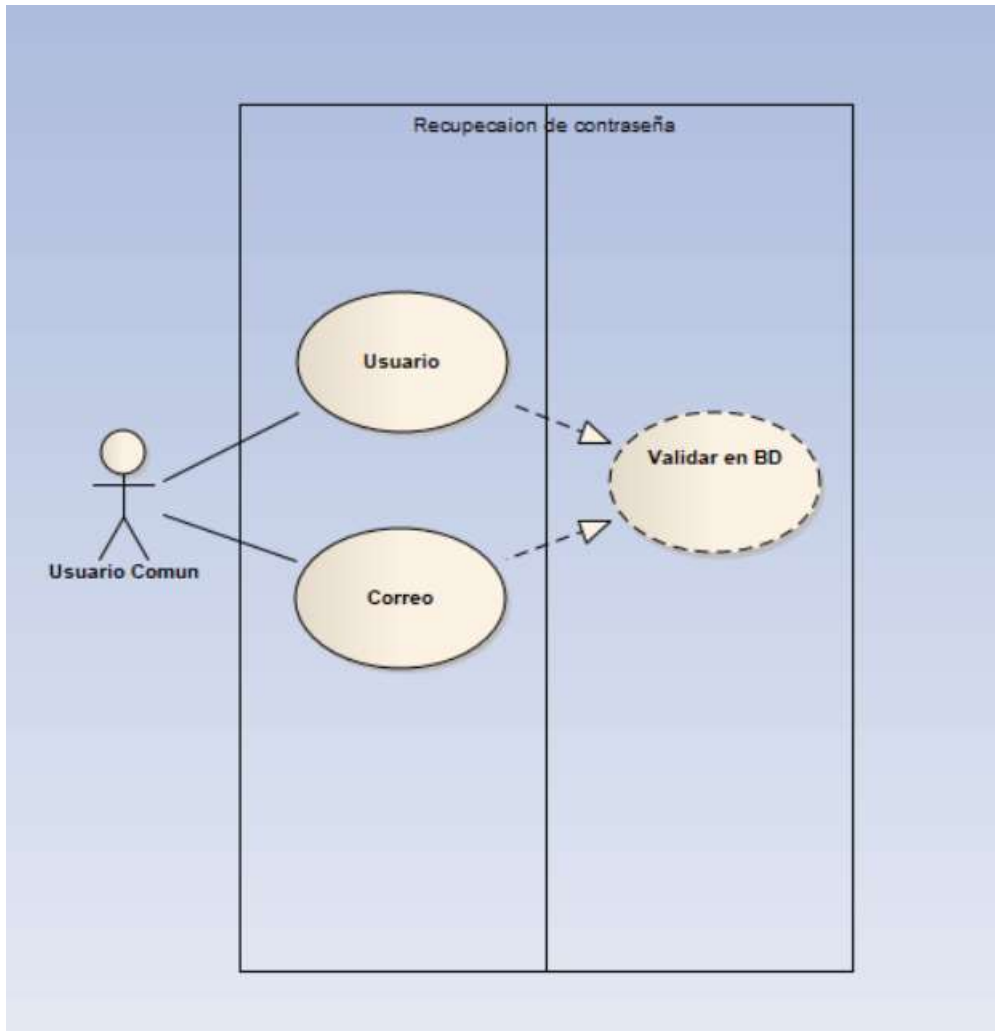 Recupecaion de contraseña
Usuario
Validar en BD
Usuario Comun
Correo